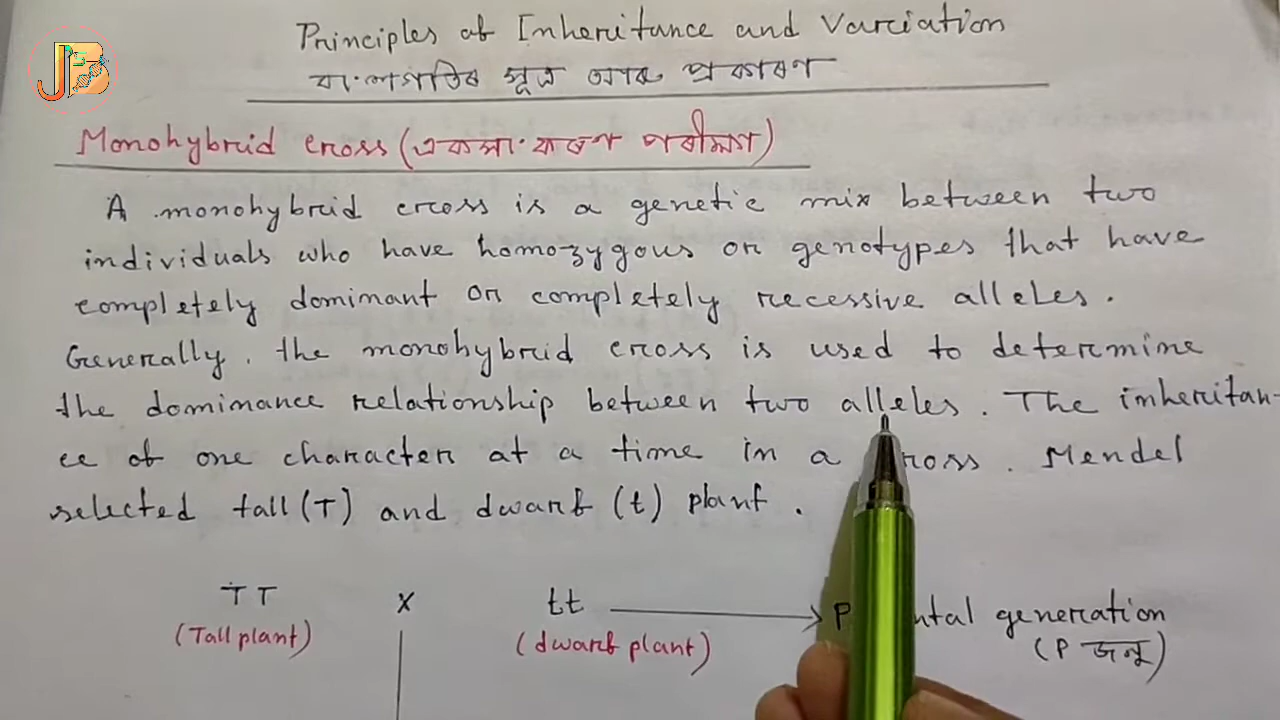 JB
Principles of Inheritance and Variation
বংশগতিৰ সূত্ৰ আৰু প্ৰকাৰণ
Monohybrid cross (একসংকৰণ পৰীক্ষা)
A monohybrid cross is a genetic mix between two
individuals who have homozygous or genotypes that have
completely dominant or completely recessive alleles.
Generally, the monohybrid cross is used to determine
the dominance relationship between two alleles. The inheritan-
ce of one character at a time in a ross. Mendel
selected tall (T) and dwarf (t) plant.
TT x tt P ntal generation
(Tall plant) (dwarf plant) (P জনু)